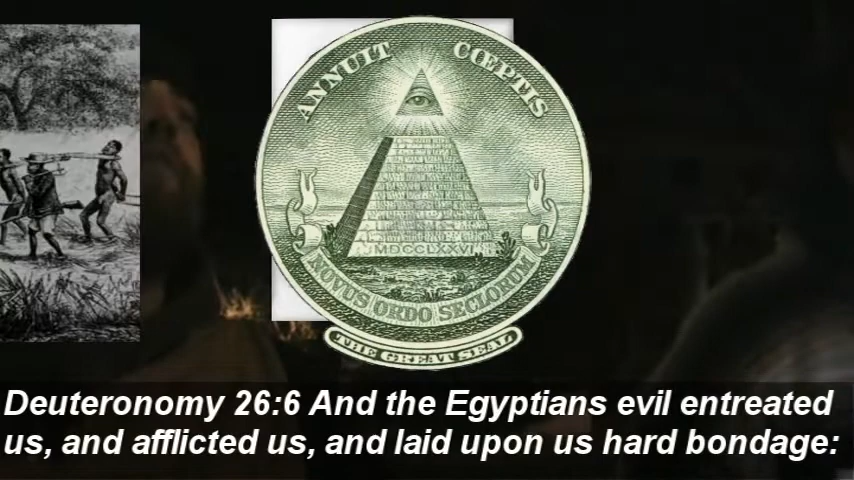 ANNUIT CŒPTIS
MDCCLXXVI
NOVUS ORDO SECLORUM
THE GREAT SEAL
Deuteronomy 26:6 And the Egyptians evil entreated
us, and afflicted us, and laid upon us hard bondage: